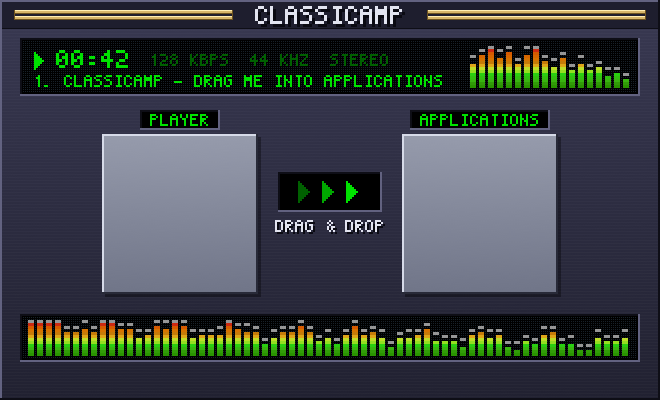 CLASSICAMP
00:42 128 KBPS 44 KHZ STEREO
1. CLASSICAMP - DRAG ME INTO APPLICATIONS
PLAYER
APPLICATIONS
DRAG & DROP